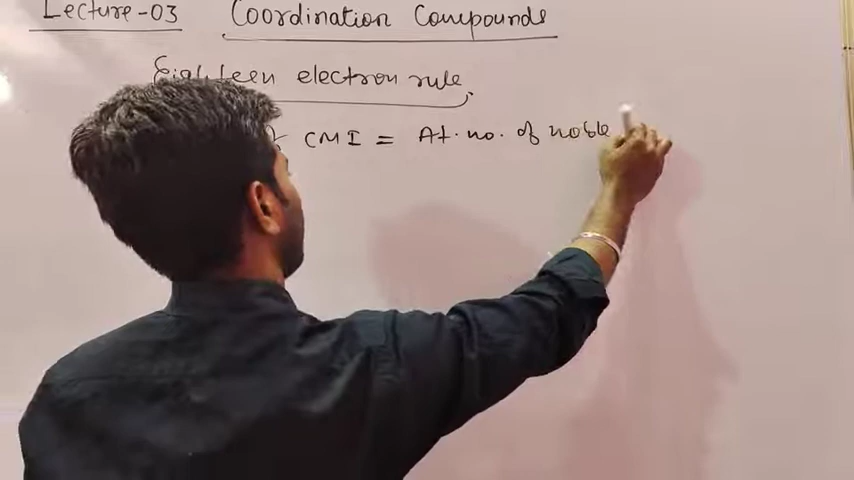 Lecture-03 Coordination Compounds
Eighteen electron rule.
CMI = At. no. of noble